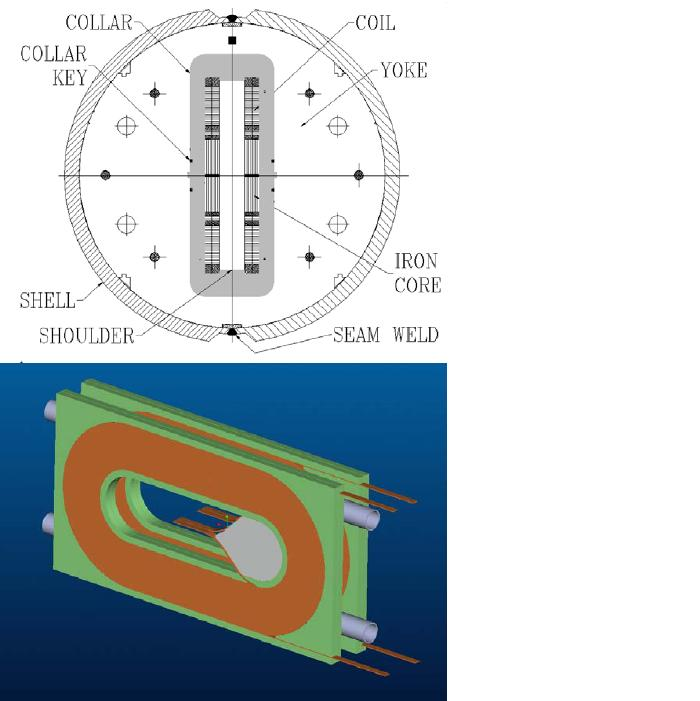 COLLAR
COIL
COLLAR
KEY
YOKE
IRON
CORE
SHELL
SHOULDER
SEAM WELD